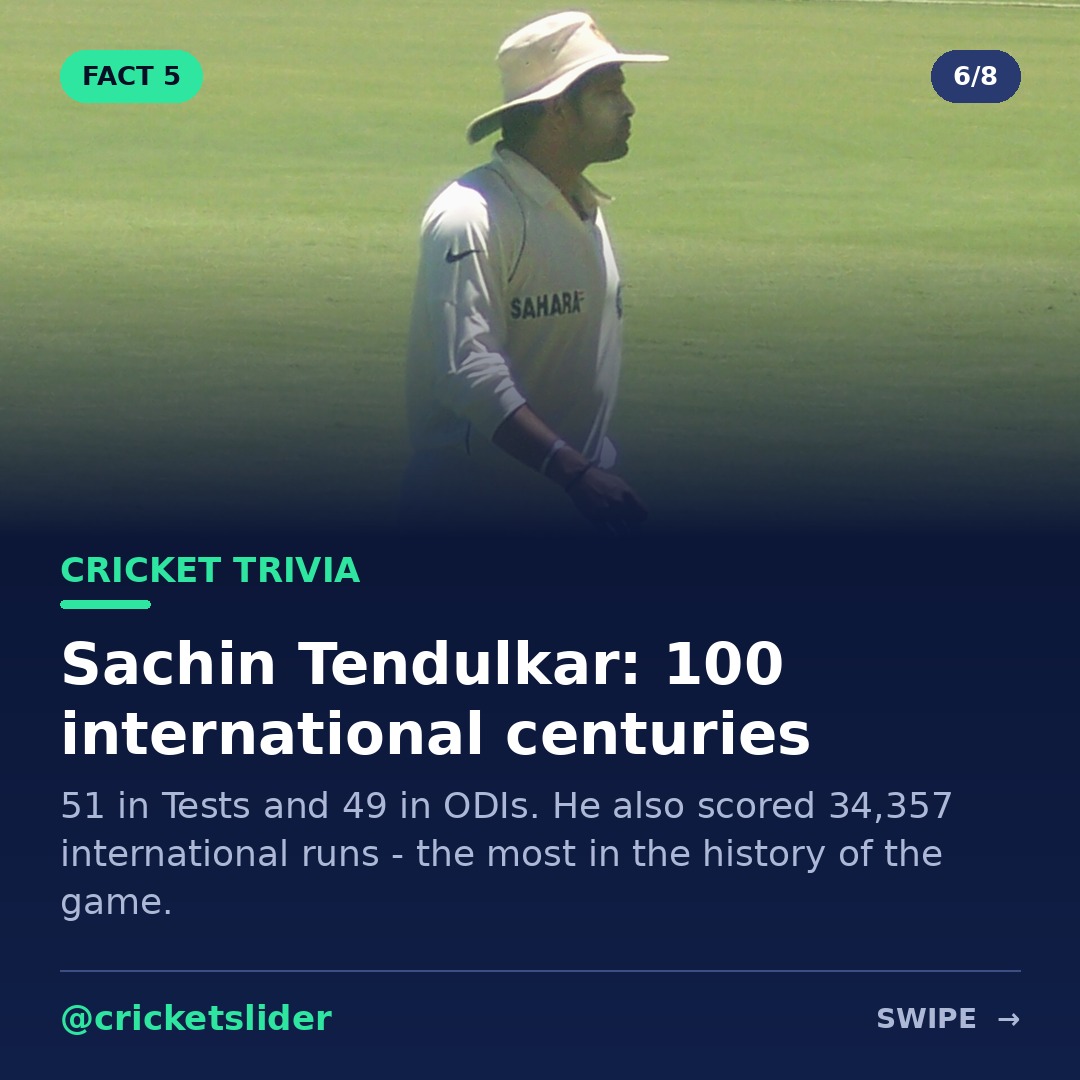 FACT 5
6/8
SAHARA
CRICKET TRIVIA
Sachin Tendulkar: 100
international centuries
51 in Tests and 49 in ODIs. He also scored 34,357
international runs - the most in the history of the
game.
@cricketslider
SWIPE →